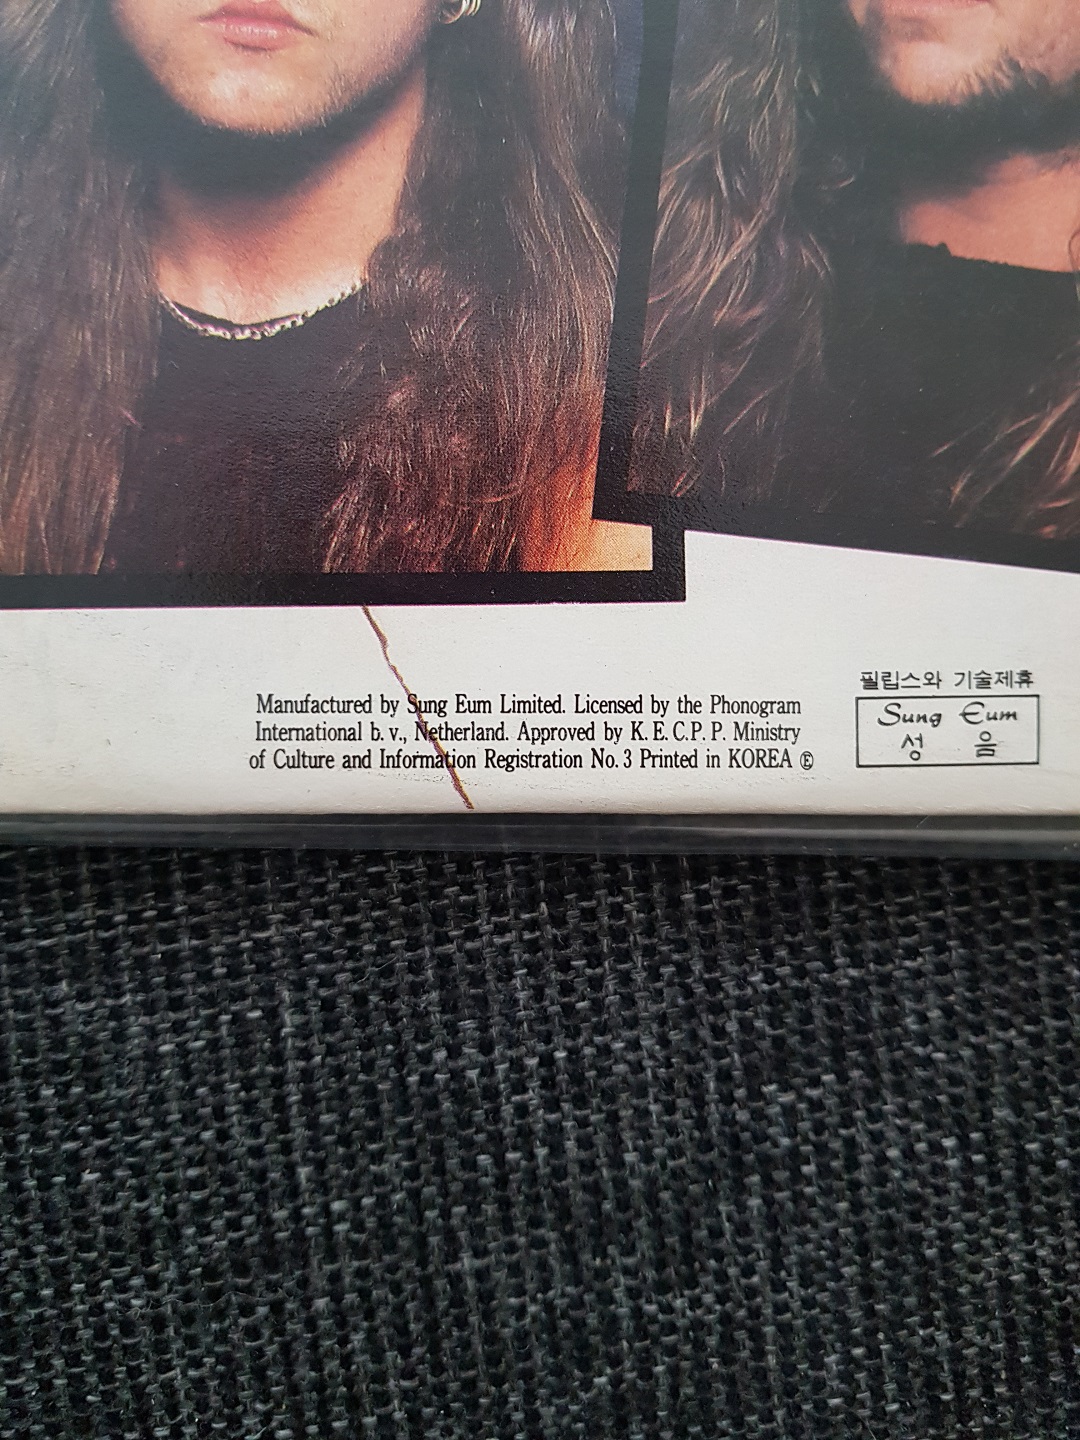 Manufactured by Sung Eum Limited. Licensed by the Phonogram
International b. v., Netherland. Approved by K. E. C. P. P. Ministry
of Culture and Information Registration No. 3 Printed in KOREA Ⓔ
필립스와 기술제휴
Sung Eum
성 음